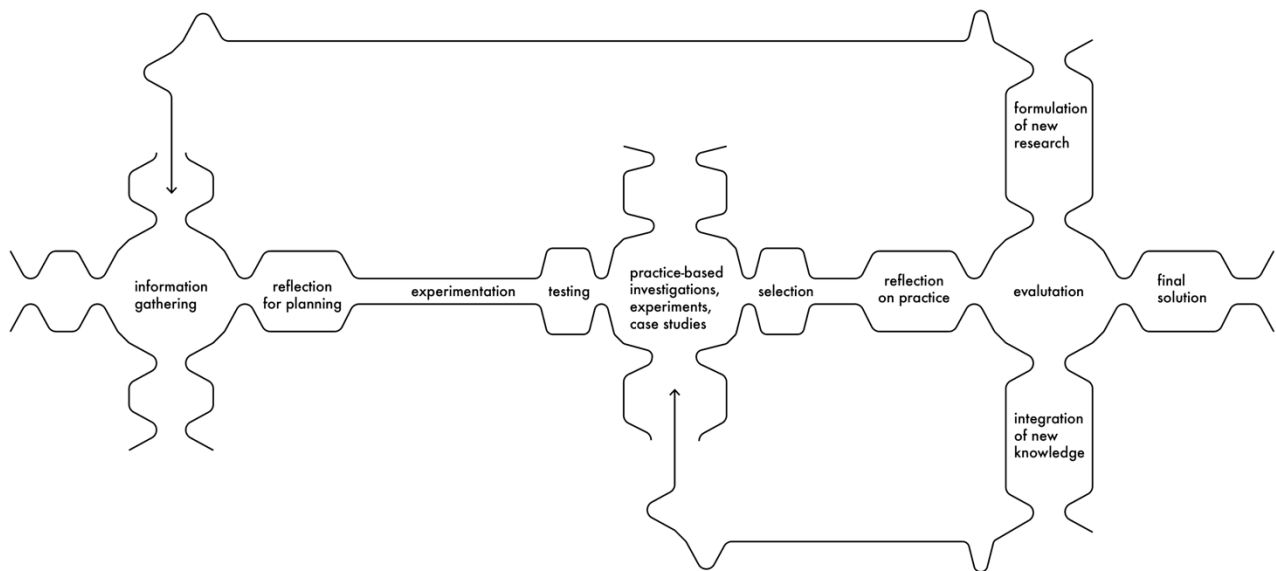 formulation
of new
research
information
gathering
reflection
for planning
experimentation
testing
practice-based
investigations,
experiments,
case studies
selection
reflection
on practice
evalutation
final
solution
integration
of new
knowledge